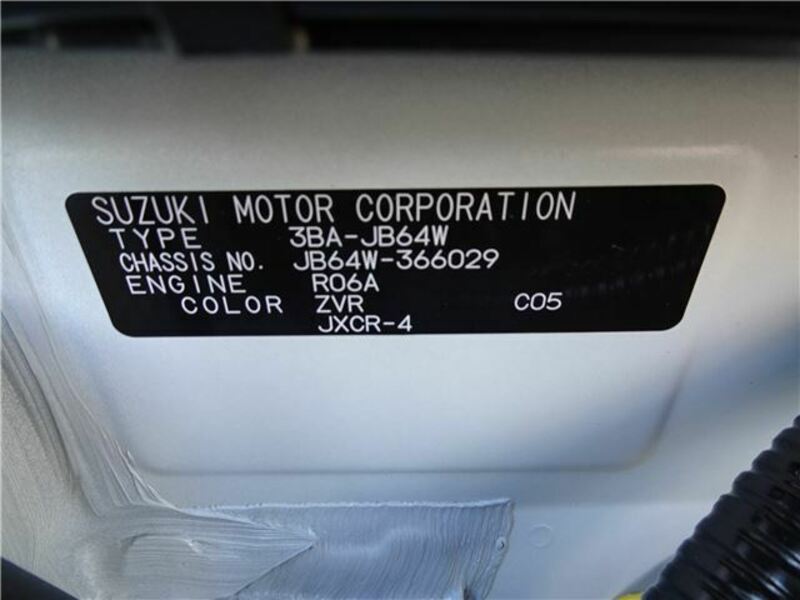 SUZUKI MOTOR CORPORATION
TYPE 3BA-JB64W
CHASSIS NO. JB64W-366029
ENGINE R06A
COLOR ZVR C05
JXCR-4